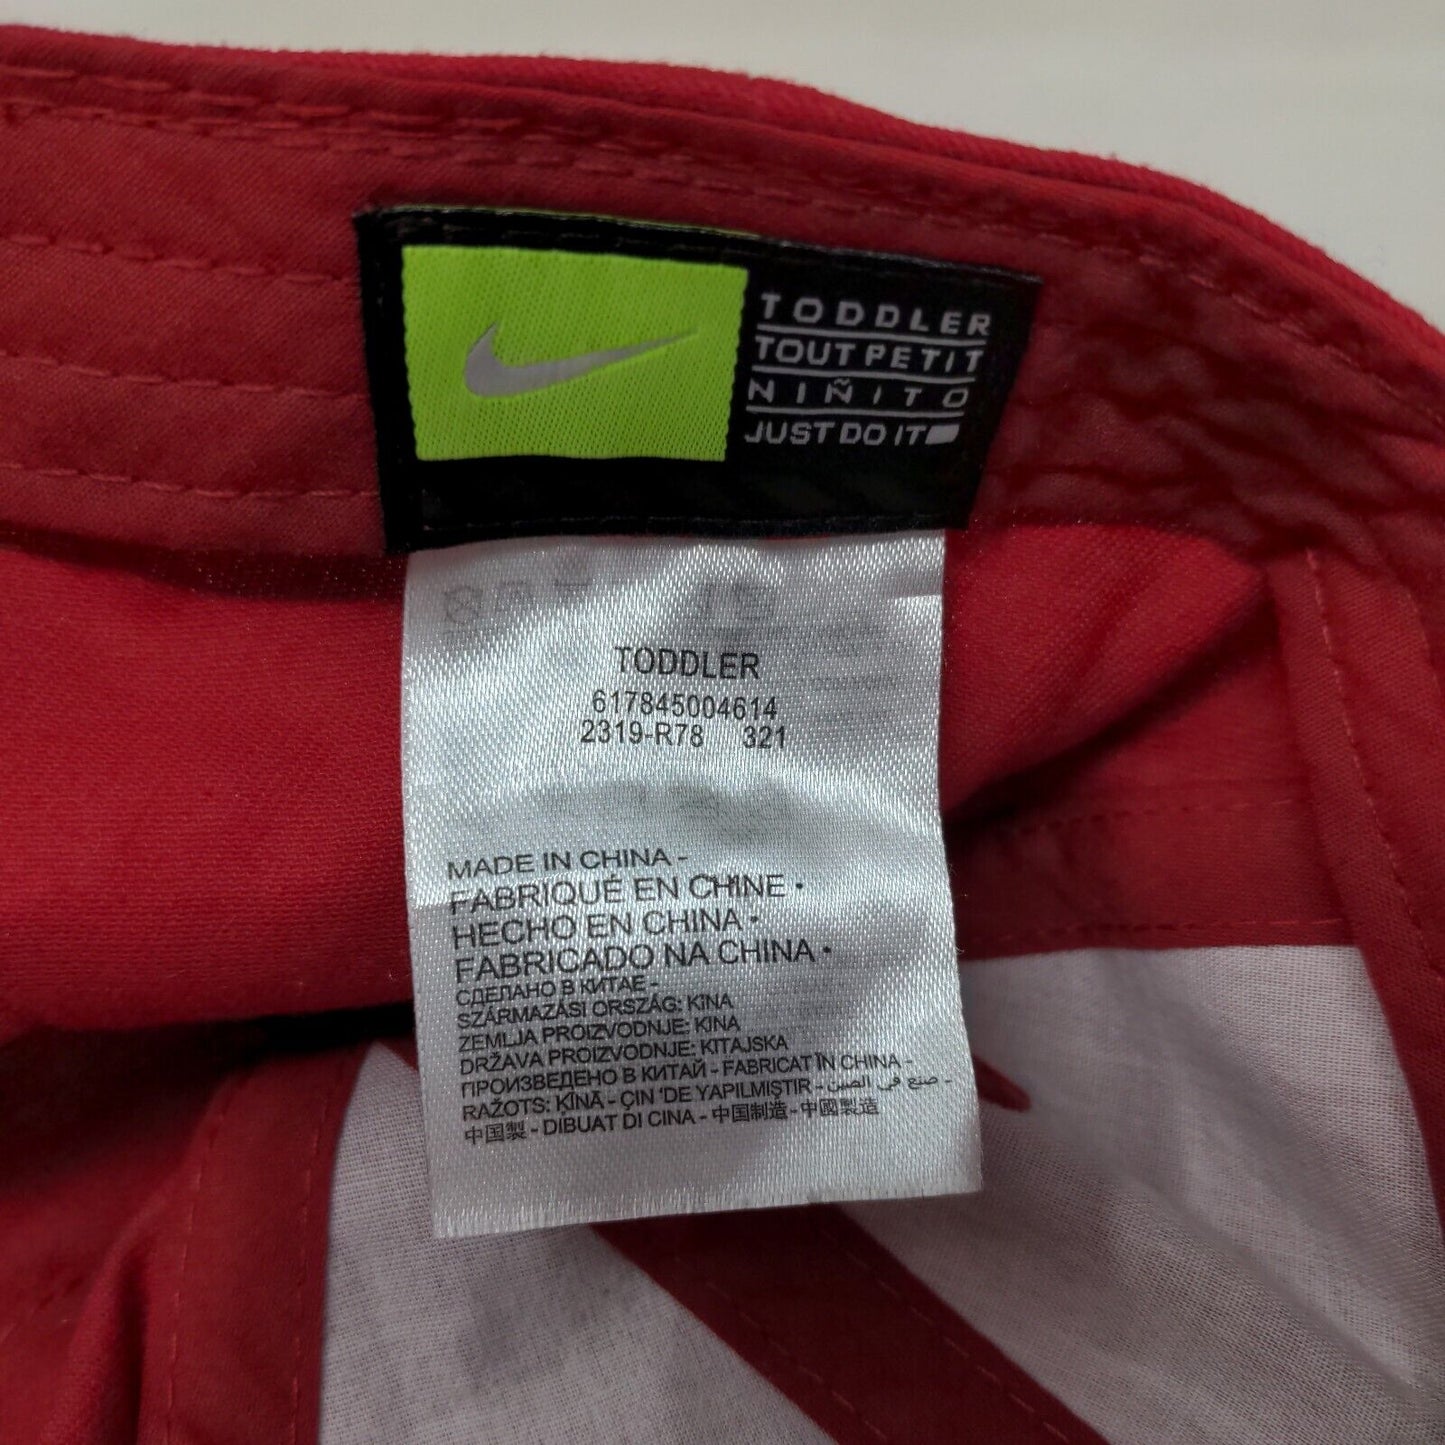 TODDLER
TOUT PETIT
NIÑITO
JUST DO IT
TODDLER
617845004614
2319-R78 321
MADE IN CHINA -
FABRIQUÉ EN CHINE •
HECHO EN CHINA •
FABRICADO NA CHINA •
СДЕЛАНО В КИТАЕ -
SZÁRMAZÁSI ORSZÁG: KÍNA
ZEMLJA PROIZVODNJE: KINA
DRŽAVA PROIZVODNJE: KITAJSKA
ПРОИЗВЕДЕНО В КИТАЙ - FABRICAT ÎN CHINA -
RAŽOTS: ĶĪNĀ - ÇIN 'DE YAPILMIŞTIR - صنع في الصين -
中国製 - DIBUAT DI CINA - 中国制造 - 中國製造